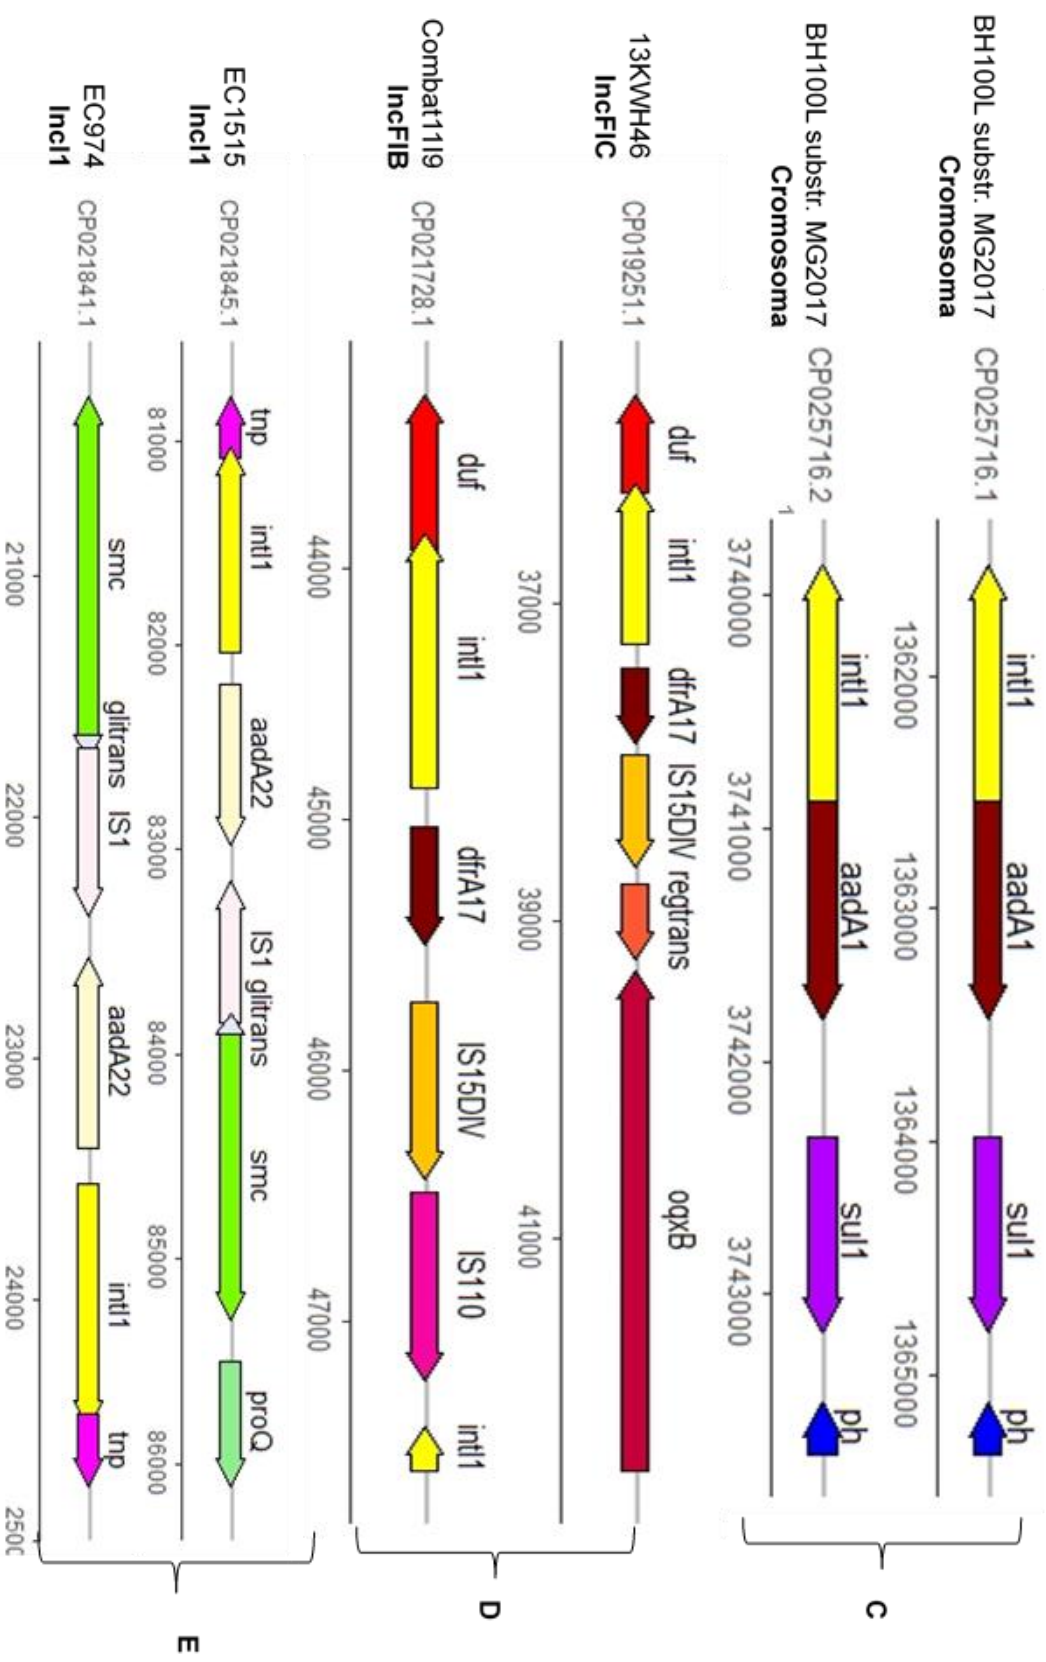 BH100L substr. MG2017 CP025716.1
Cromosoma
intI1 aadA1 sul1 ph
1362000 1363000 1364000 1365000
BH100L substr. MG2017 CP025716.2
Cromosoma
intI1 aadA1 sul1 ph
1
3740000 3741000 3742000 3743000
C
13KWH46 CP019251.1
IncFIC
duf intI1 dfrA17 IS15DIV regtrans oqxB
37000 39000 41000
Combat11I9 CP021728.1
IncFIB
duf intI1 dfrA17 IS15DIV IS110 intI1
44000 45000 46000 47000
D
EC1515 CP021845.1
IncI1
tnp intI1 aadA22 IS1 glitrans smc proQ
81000 82000 83000 84000 85000 86000
EC974 CP021841.1
IncI1
smc glitrans IS1 aadA22 intI1 tnp
21000 22000 23000 24000 2500
E